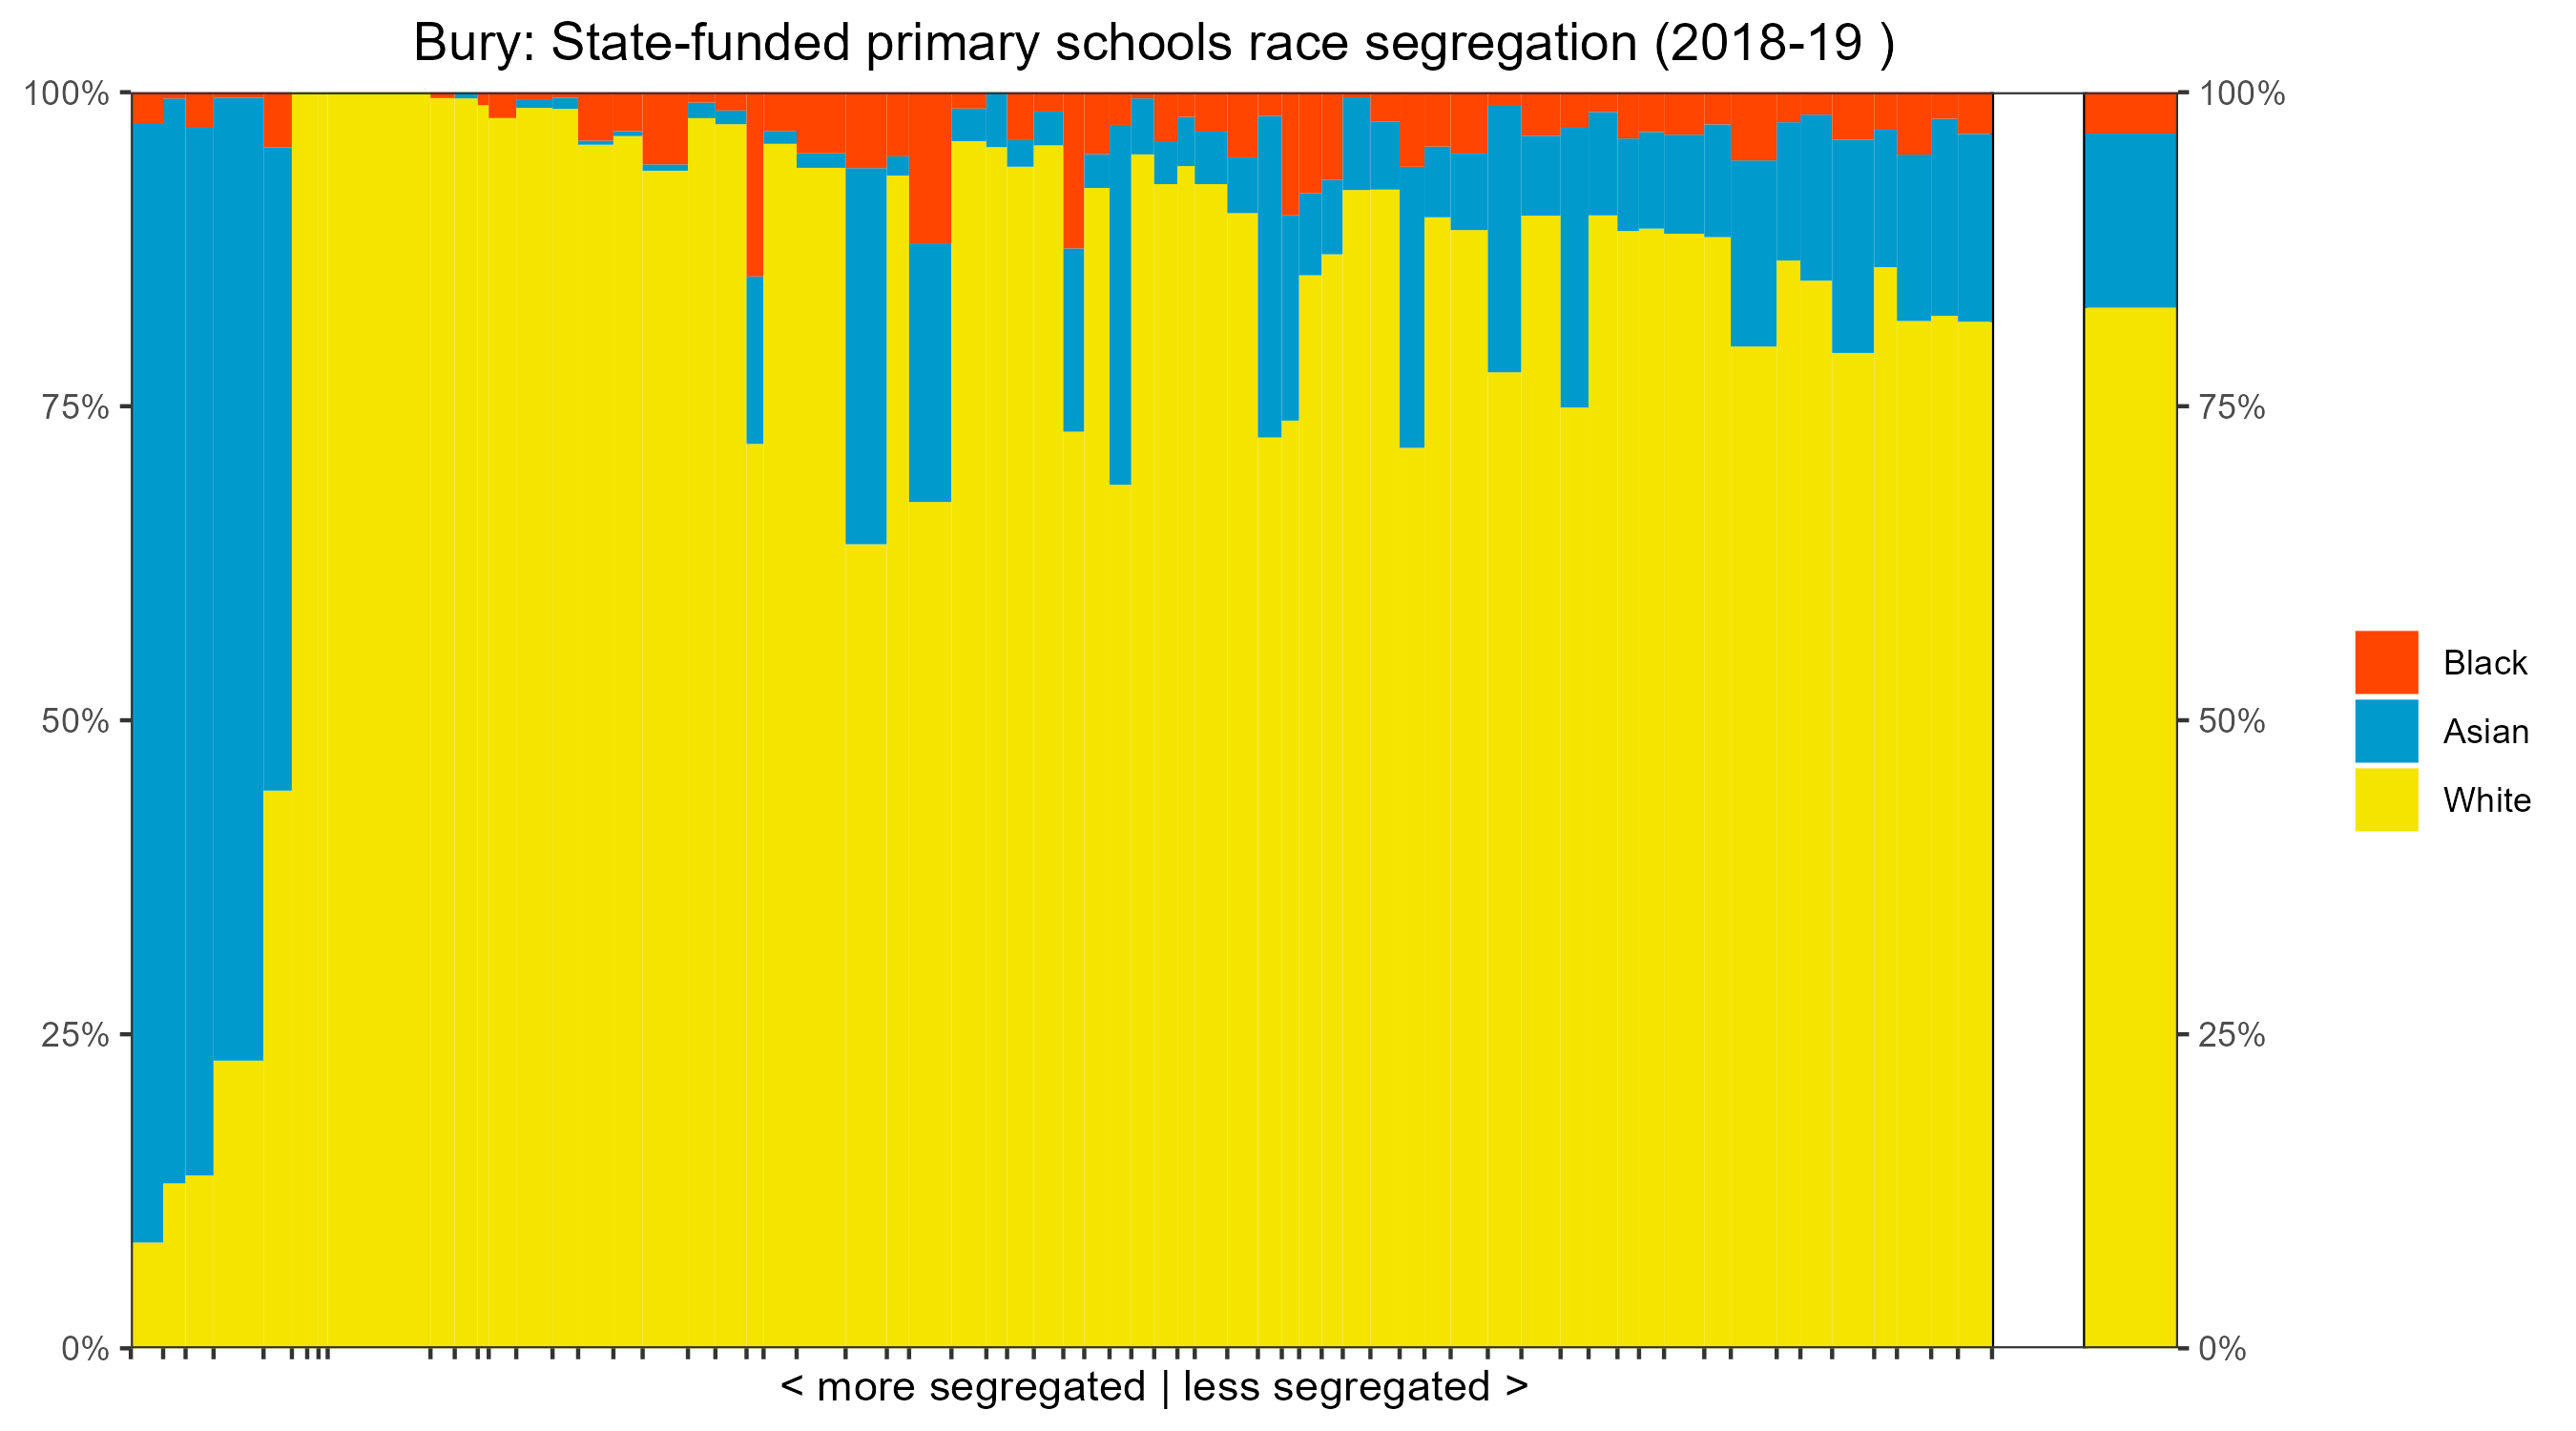 Bury: State-funded primary schools race segregation (2018-19 )
100%
75%
50%
25%
0%
100%
75%
50%
25%
0%
Black
Asian
White
< more segregated | less segregated >